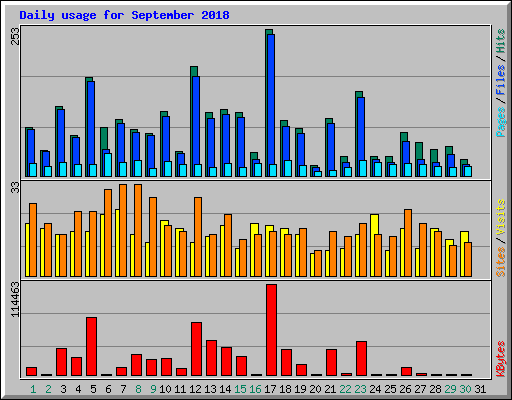 Daily usage for September 2018
253
Pages / Files / Hits
33
Sites / Visits
114463
KBytes
1 2 3 4 5 6 7 8 9 10 11 12 13 14 15 16 17 18 19 20 21 22 23 24 25 26 27 28 29 30 31